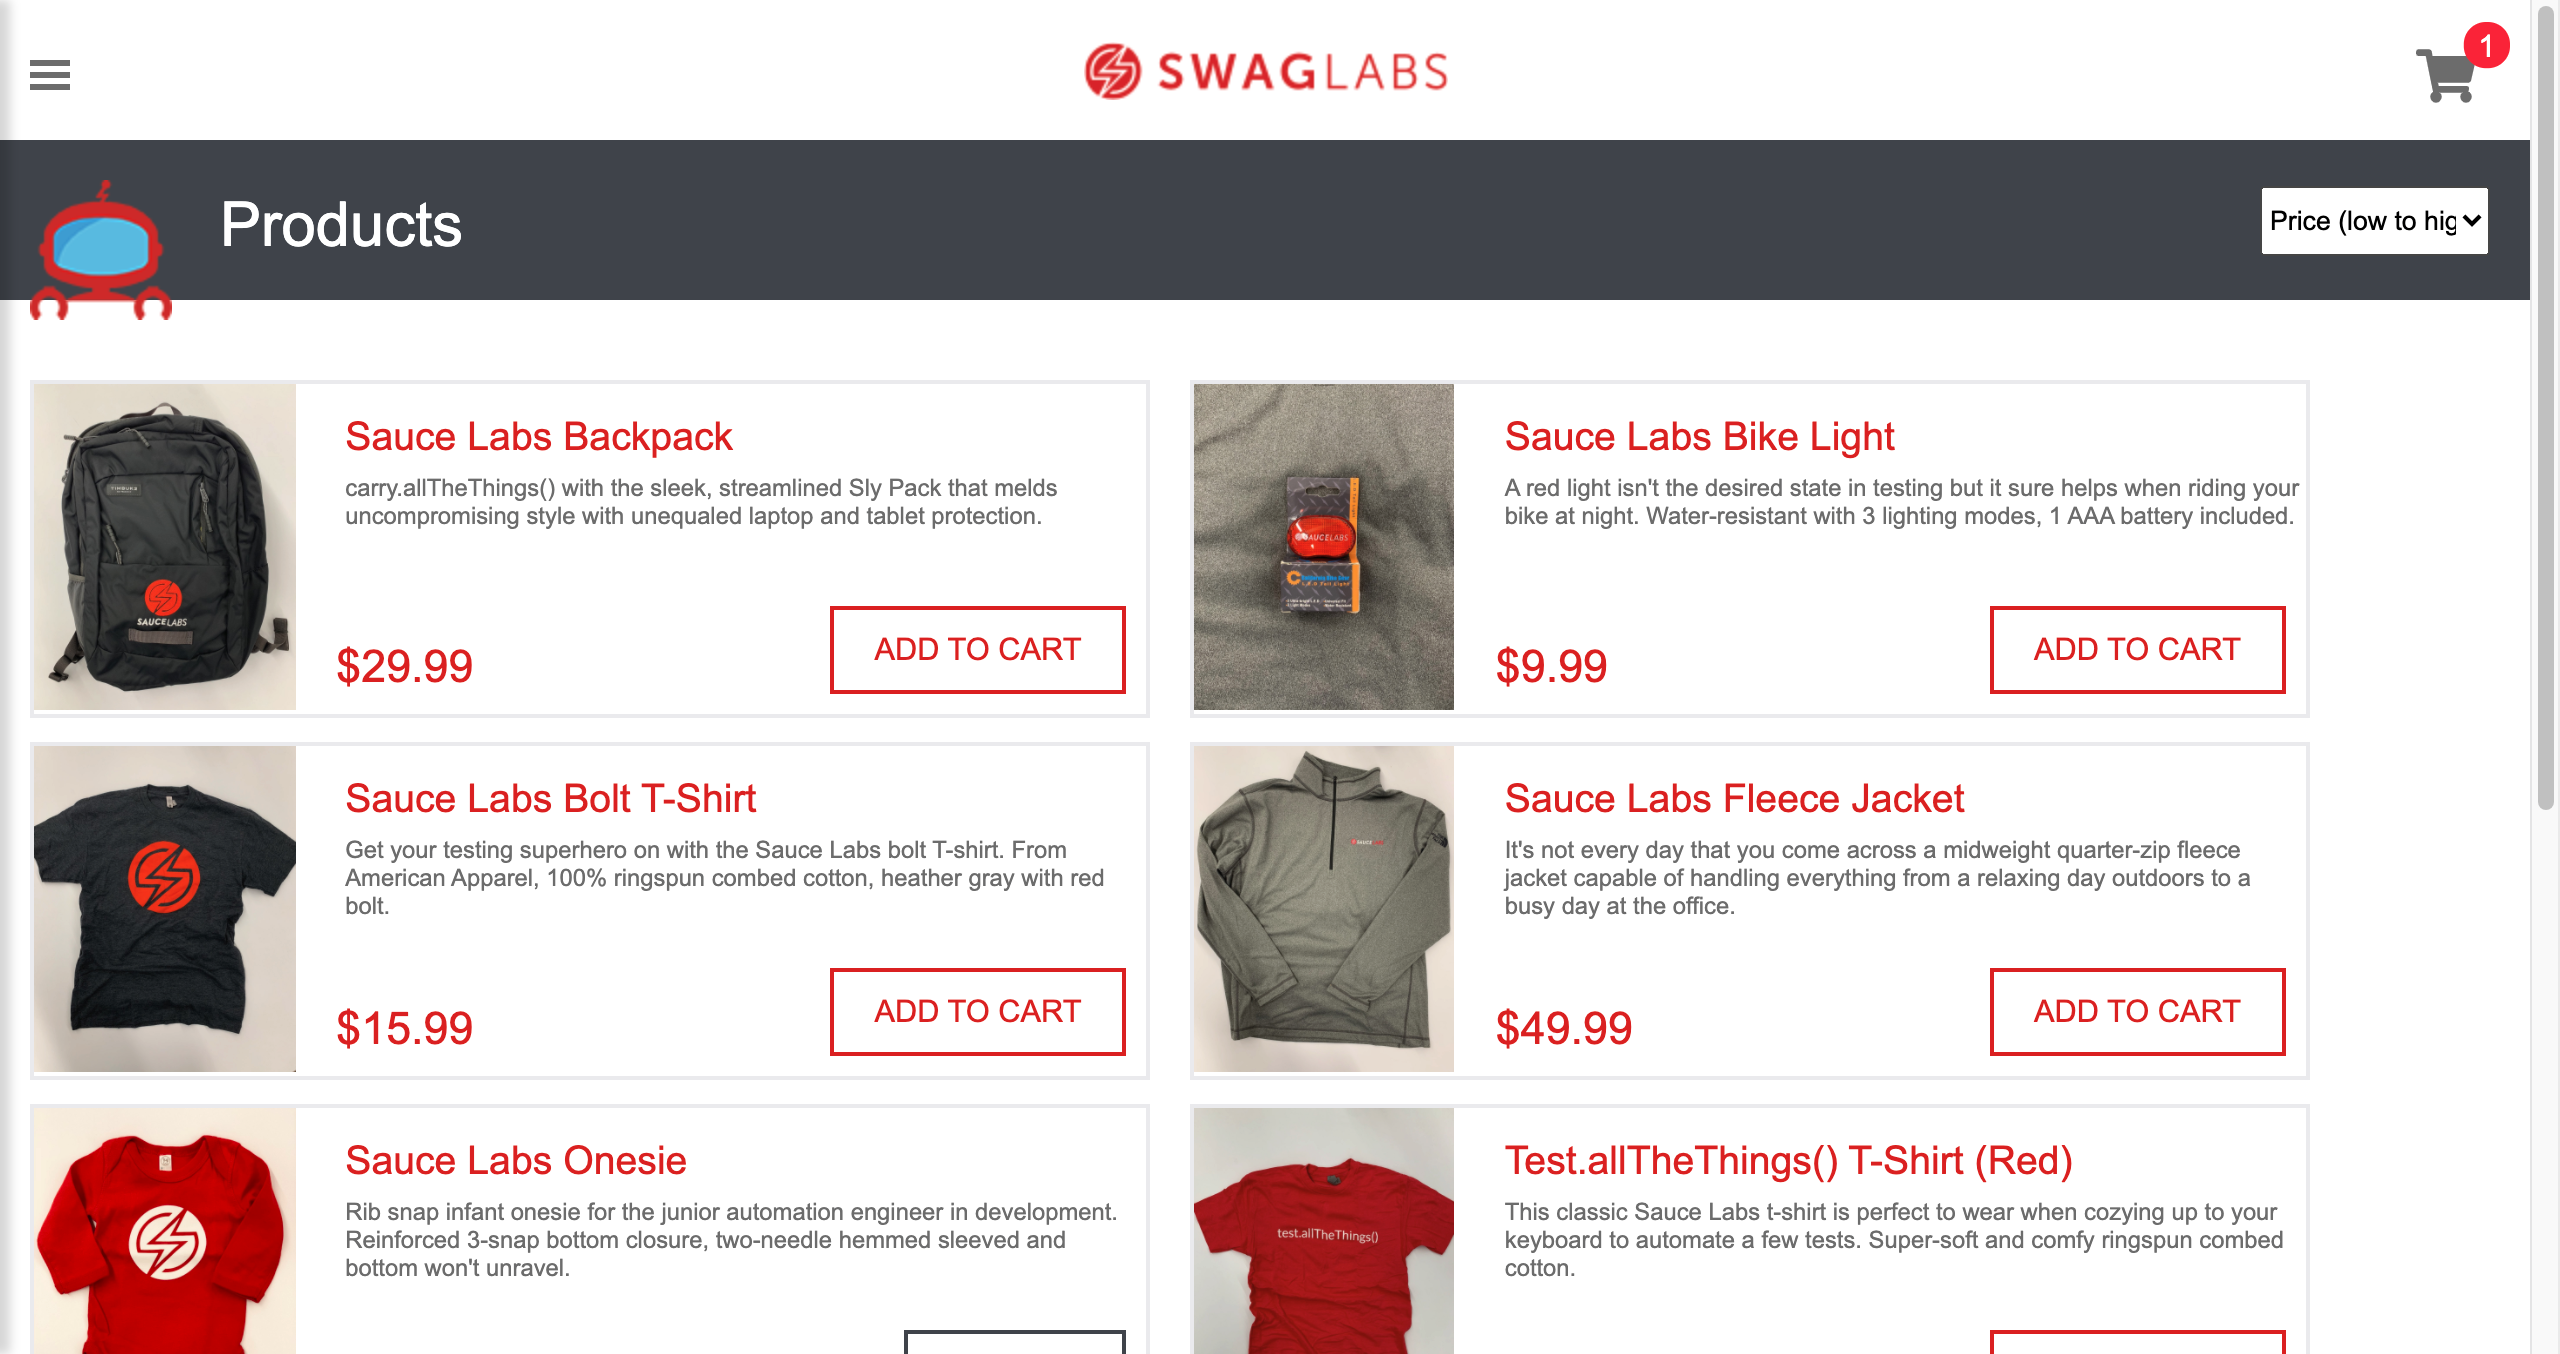 SWAGLABS
1
Products
Price (low to hig
Sauce Labs Backpack
carry.allTheThings() with the sleek, streamlined Sly Pack that melds
uncompromising style with unequaled laptop and tablet protection.
SAUCELABS
$29.99
ADD TO CART
Sauce Labs Bike Light
A red light isn't the desired state in testing but it sure helps when riding your
bike at night. Water-resistant with 3 lighting modes, 1 AAA battery included.
$9.99
ADD TO CART
Sauce Labs Bolt T-Shirt
Get your testing superhero on with the Sauce Labs bolt T-shirt. From
American Apparel, 100% ringspun combed cotton, heather gray with red
bolt.
$15.99
ADD TO CART
Sauce Labs Fleece Jacket
It's not every day that you come across a midweight quarter-zip fleece
jacket capable of handling everything from a relaxing day outdoors to a
busy day at the office.
$49.99
ADD TO CART
Sauce Labs Onesie
Rib snap infant onesie for the junior automation engineer in development.
Reinforced 3-snap bottom closure, two-needle hemmed sleeved and
bottom won't unravel.
Test.allTheThings() T-Shirt (Red)
This classic Sauce Labs t-shirt is perfect to wear when cozying up to your
keyboard to automate a few tests. Super-soft and comfy ringspun combed
cotton.
test.allTheThings()